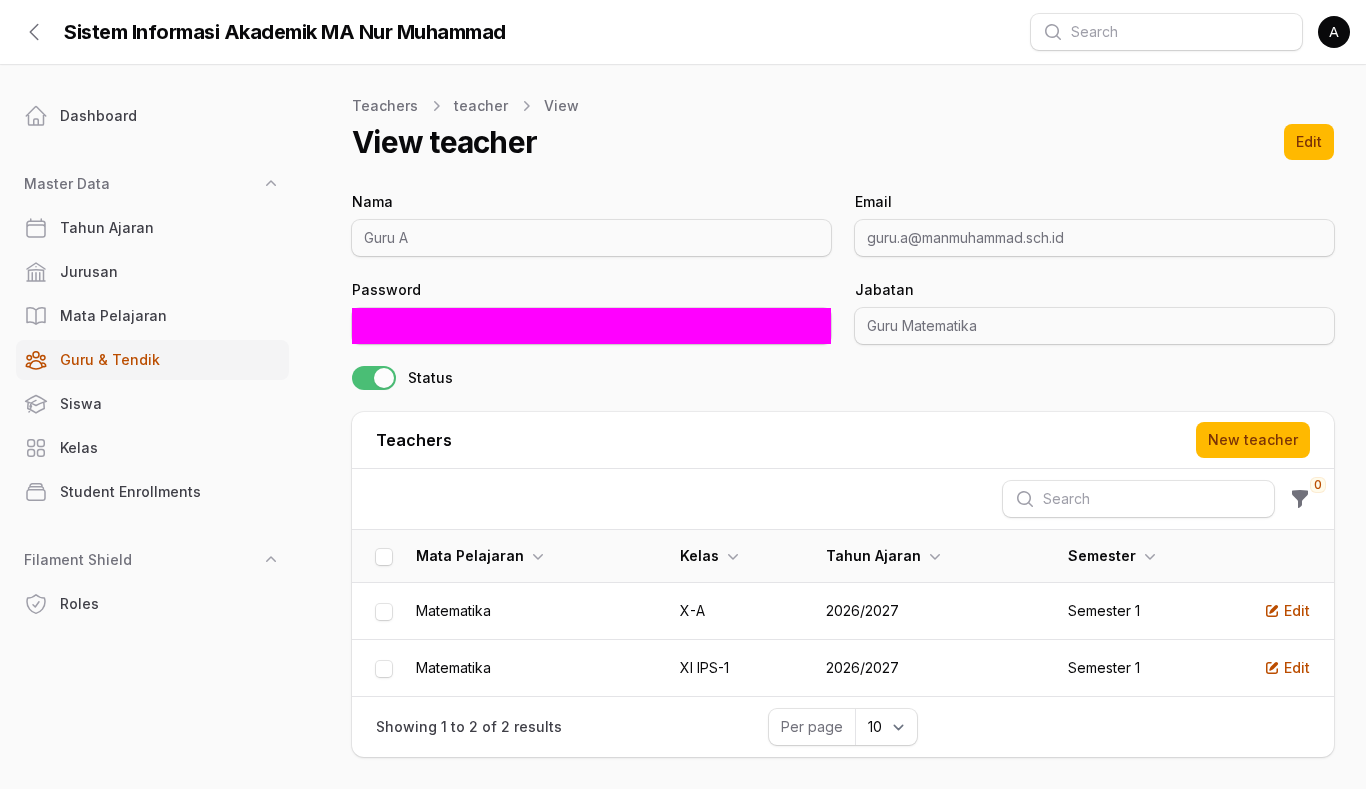 Sistem Informasi Akademik MA Nur Muhammad
Search
A
Dashboard
Master Data
Tahun Ajaran
Jurusan
Mata Pelajaran
Guru & Tendik
Siswa
Kelas
Student Enrollments
Filament Shield
Roles
Teachers teacher View
View teacher
Edit
Nama
Email
Guru A
guru.a@manmuhammad.sch.id
Password
Jabatan
Guru Matematika
Status
Teachers
New teacher
Search
0
Mata Pelajaran Kelas Tahun Ajaran Semester
Matematika X-A 2026/2027 Semester 1 Edit
Matematika XI IPS-1 2026/2027 Semester 1 Edit
Showing 1 to 2 of 2 results
Per page 10